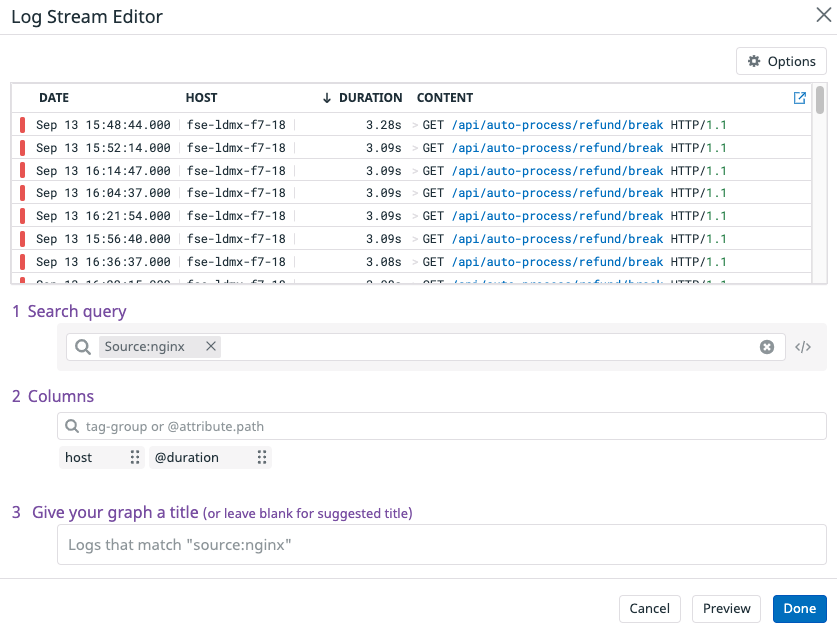 Log Stream Editor
Options
DATE HOST ↓ DURATION CONTENT
Sep 13 15:48:44.000 fse-ldmx-f7-18 3.28s > GET /api/auto-process/refund/break HTTP/1.1
Sep 13 15:52:14.000 fse-ldmx-f7-18 3.09s > GET /api/auto-process/refund/break HTTP/1.1
Sep 13 16:14:47.000 fse-ldmx-f7-18 3.09s > GET /api/auto-process/refund/break HTTP/1.1
Sep 13 16:04:37.000 fse-ldmx-f7-18 3.09s > GET /api/auto-process/refund/break HTTP/1.1
Sep 13 16:21:54.000 fse-ldmx-f7-18 3.09s > GET /api/auto-process/refund/break HTTP/1.1
Sep 13 15:56:40.000 fse-ldmx-f7-18 3.09s > GET /api/auto-process/refund/break HTTP/1.1
Sep 13 16:36:37.000 fse-ldmx-f7-18 3.08s > GET /api/auto-process/refund/break HTTP/1.1
1 Search query
Source:nginx
</>
2 Columns
tag-group or @attribute.path
host @duration
3 Give your graph a title (or leave blank for suggested title)
Logs that match "source:nginx"
Cancel Preview Done